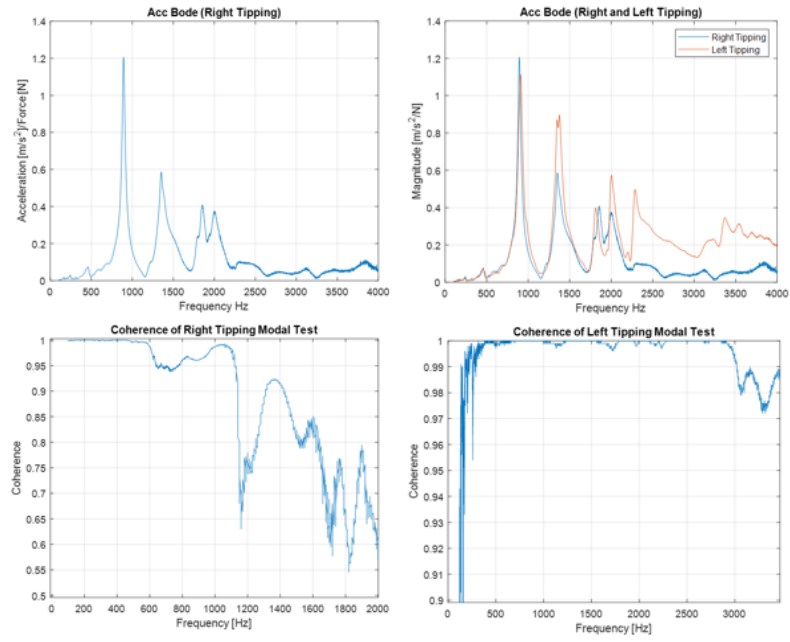 Acc Bode (Right Tipping)
Acceleration [m/s²]/Force [N]
1.4
1.2
1
0.8
0.6
0.4
0.2
0
0 500 1000 1500 2000 2500 3000 3500 4000
Frequency Hz
Acc Bode (Right and Left Tipping)
Right Tipping
Left Tipping
Magnitude [m/s²/N]
1.4
1.2
1
0.8
0.6
0.4
0.2
0
0 500 1000 1500 2000 2500 3000 3500 4000
Frequency Hz
Coherence of Right Tipping Modal Test
Coherence
1
0.95
0.9
0.85
0.8
0.75
0.7
0.65
0.6
0.55
0.5
0 200 400 600 800 1000 1200 1400 1600 1800 2000
Frequency [Hz]
Coherence of Left Tipping Modal Test
Coherence
1
0.99
0.98
0.97
0.96
0.95
0.94
0.93
0.92
0.91
0.9
0 500 1000 1500 2000 2500 3000
Frequency [Hz]